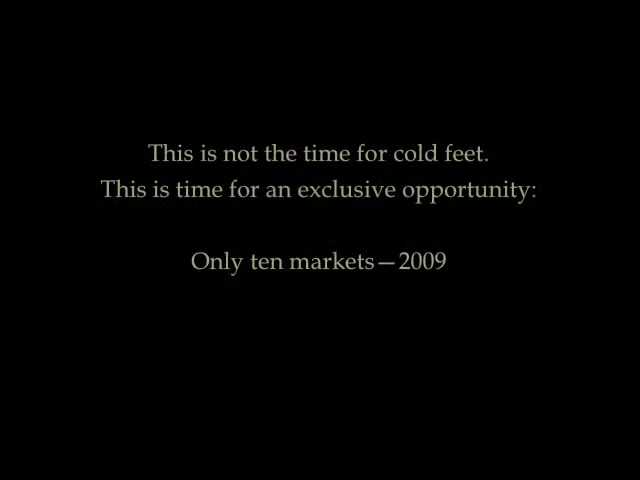 This is not the time for cold feet.
This is time for an exclusive opportunity:
Only ten markets—2009